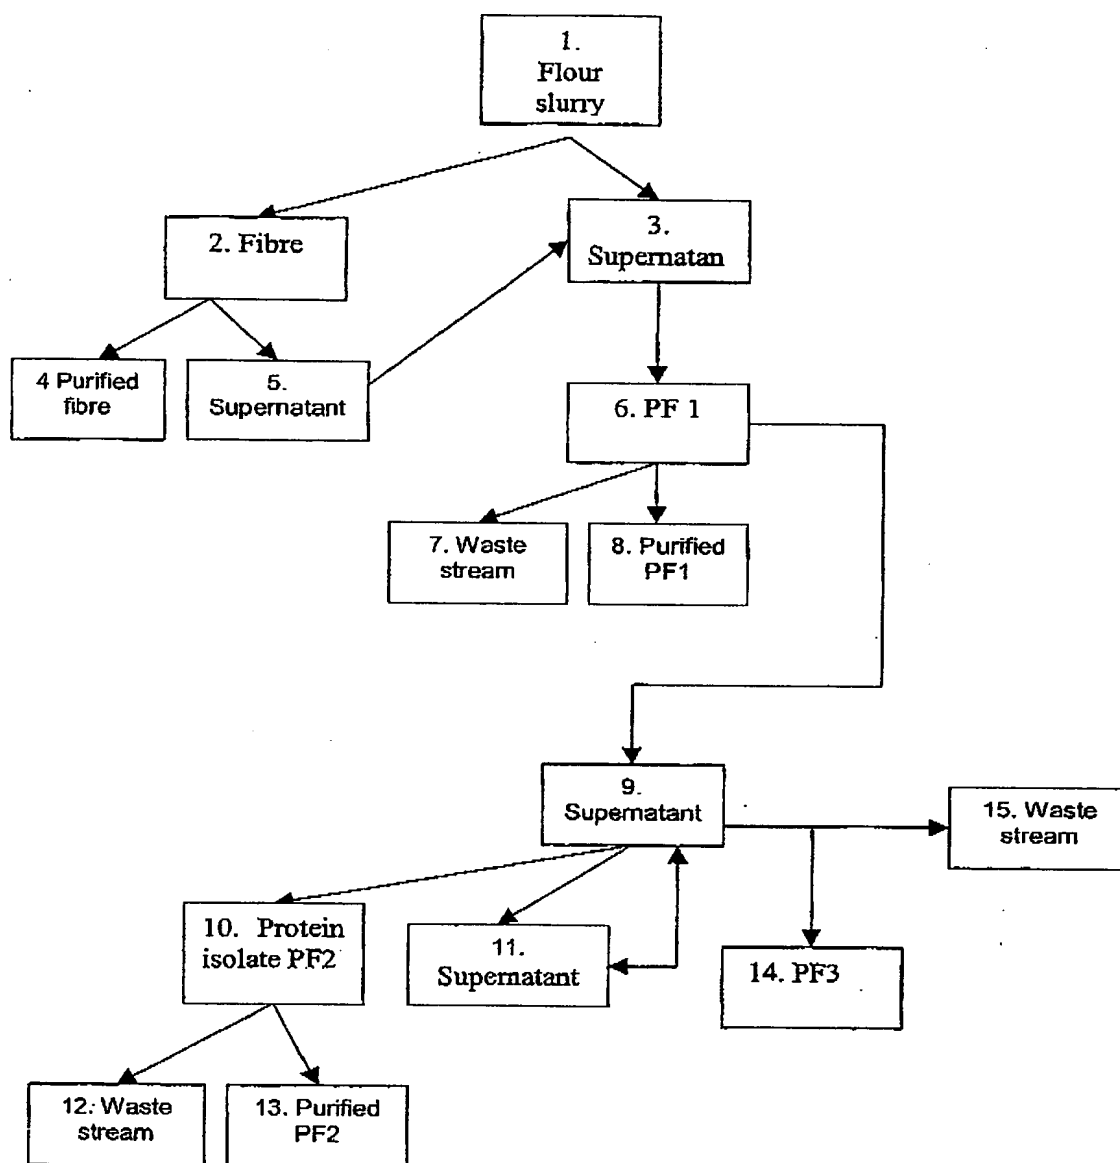 1.
Flour
slurry
2. Fibre
3.
Supernatan
4 Purified
fibre
5.
Supernatant
6. PF 1
7. Waste
stream
8. Purified
PF1
9.
Supernatant
15. Waste
stream
10. Protein
isolate PF2
11.
Supernatant
14. PF3
12. Waste
stream
13. Purified
PF2